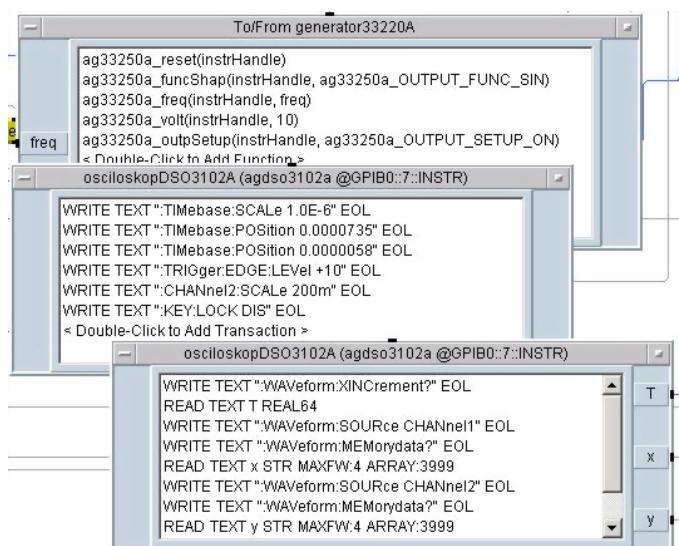 To/From generator33220A
ag33250a_reset(instrHandle)
ag33250a_funcShap(instrHandle, ag33250a_OUTPUT_FUNC_SIN)
ag33250a_freq(instrHandle, freq)
ag33250a_volt(instrHandle, 10)
ag33250a_outpSetup(instrHandle, ag33250a_OUTPUT_SETUP_ON)
< Double-Click to Add Function >
freq
osciloskopDSO3102A (agdso3102a @GPIB0::7::INSTR)
WRITE TEXT ":TIMebase:SCALe 1.0E-6" EOL
WRITE TEXT ":TIMebase:POSition 0.0000735" EOL
WRITE TEXT ":TIMebase:POSition 0.0000058" EOL
WRITE TEXT ":TRIGger:EDGE:LEVel +10" EOL
WRITE TEXT ":CHANnel2:SCALe 200m" EOL
WRITE TEXT ":KEY:LOCK DIS" EOL
< Double-Click to Add Transaction >
osciloskopDSO3102A (agdso3102a @GPIB0::7::INSTR)
WRITE TEXT ":WAVeform:XINCrement?" EOL
READ TEXT T REAL64
WRITE TEXT ":WAVeform:SOURce CHANnel1" EOL
WRITE TEXT ":WAVeform:MEMorydata?" EOL
READ TEXT x STR MAXFW:4 ARRAY:3999
WRITE TEXT ":WAVeform:SOURce CHANnel2" EOL
WRITE TEXT ":WAVeform:MEMorydata?" EOL
READ TEXT y STR MAXFW:4 ARRAY:3999
T
x
y